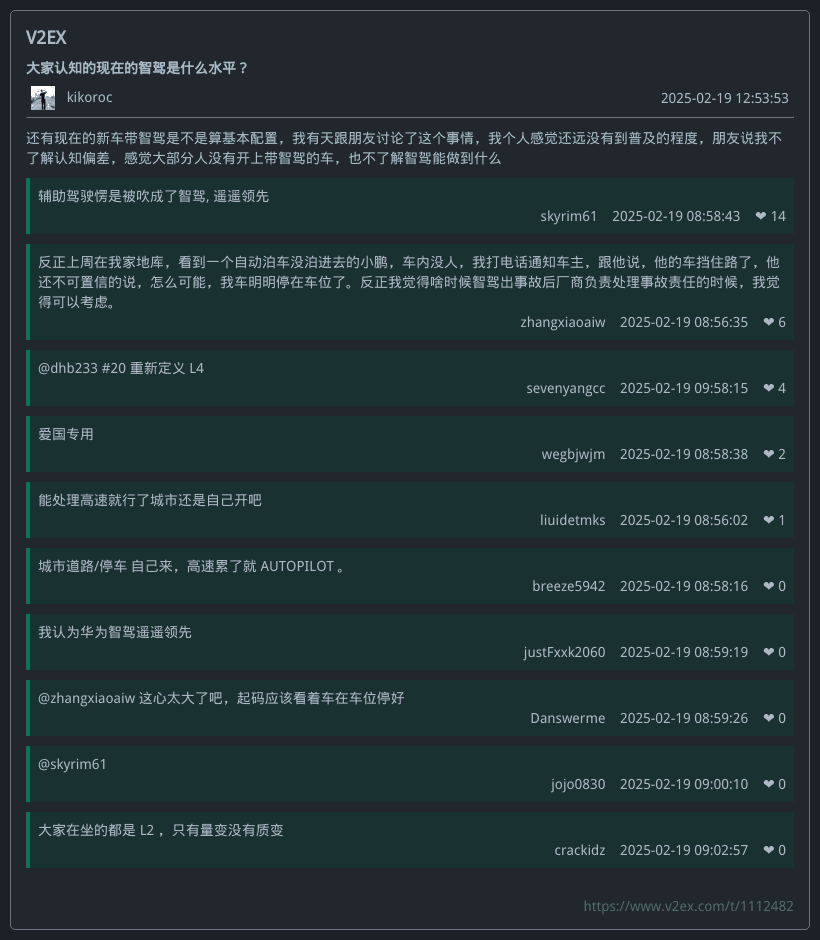 V2EX
大家认知的现在的智驾是什么水平？
kikoroc
2025-02-19 12:53:53
还有现在的新车带智驾是不是算基本配置，我有天跟朋友讨论了这个事情，我个人感觉还远没有到普及的程度，朋友说我不
了解认知偏差，感觉大部分人没有开上带智驾的车，也不了解智驾能做到什么
辅助驾驶愣是被吹成了智驾, 遥遥领先
skyrim61 2025-02-19 08:58:43 ❤ 14
反正上周在我家地库，看到一个自动泊车没泊进去的小鹏，车内没人，我打电话通知车主，跟他说，他的车挡住路了，他
还不可置信的说，怎么可能，我车明明停在车位了。反正我觉得啥时候智驾出事故后厂商负责处理事故责任的时候，我觉
得可以考虑。
zhangxiaoaiw 2025-02-19 08:56:35 ❤ 6
@dhb233 #20 重新定义 L4
sevenyangcc 2025-02-19 09:58:15 ❤ 4
爱国专用
wegbjwjm 2025-02-19 08:58:38 ❤ 2
能处理高速就行了城市还是自己开吧
liuidetmks 2025-02-19 08:56:02 ❤ 1
城市道路/停车 自己来，高速累了就 AUTOPILOT 。
breeze5942 2025-02-19 08:58:16 ❤ 0
我认为华为智驾遥遥领先
justFxxk2060 2025-02-19 08:59:19 ❤ 0
@zhangxiaoaiw 这心太大了吧，起码应该看着车在车位停好
Danswerme 2025-02-19 08:59:26 ❤ 0
@skyrim61
jojo0830 2025-02-19 09:00:10 ❤ 0
大家在坐的都是 L2 ，只有量变没有质变
crackidz 2025-02-19 09:02:57 ❤ 0
https://www.v2ex.com/t/1112482